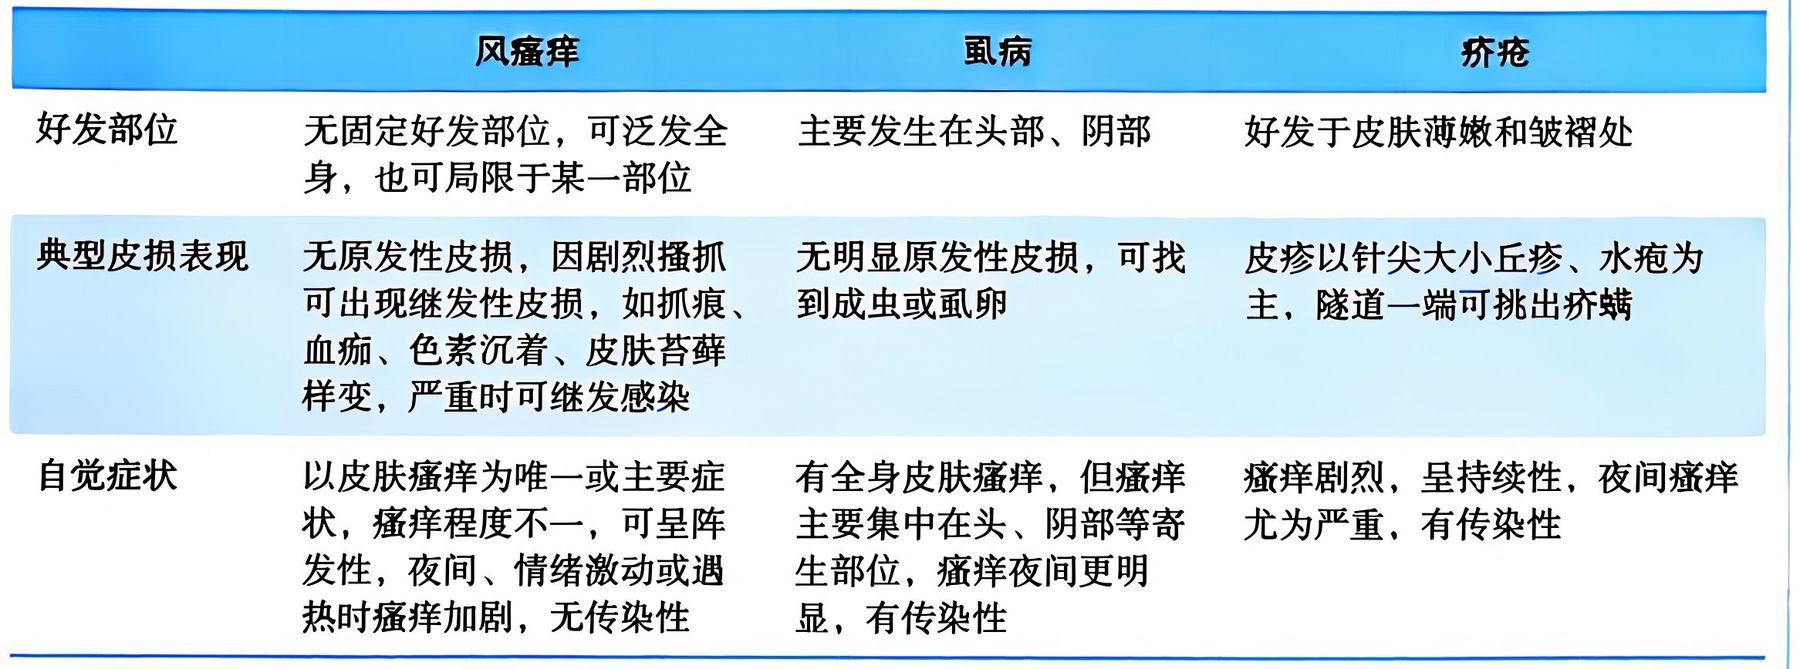 风瘙痒 虱病 疥疮
好发部位
无固定好发部位，可泛发全
身，也可局限于某一部位
主要发生在头部、阴部
好发于皮肤薄嫩和皱褶处
典型皮损表现
无原发性皮损，因剧烈搔抓
可出现继发性皮损，如抓痕、
血痂、色素沉着、皮肤苔藓
样变，严重时可继发感染
无明显原发性皮损，可找
到成虫或虱卵
皮疹以针尖大小丘疹、水疱为
主，隧道一端可挑出疥螨
自觉症状
以皮肤瘙痒为唯一或主要症
状，瘙痒程度不一，可呈阵
发性，夜间、情绪激动或遇
热时瘙痒加剧，无传染性
有全身皮肤瘙痒，但瘙痒
主要集中在头、阴部等寄
生部位，瘙痒夜间更明
显，有传染性
瘙痒剧烈，呈持续性，夜间瘙痒
尤为严重，有传染性